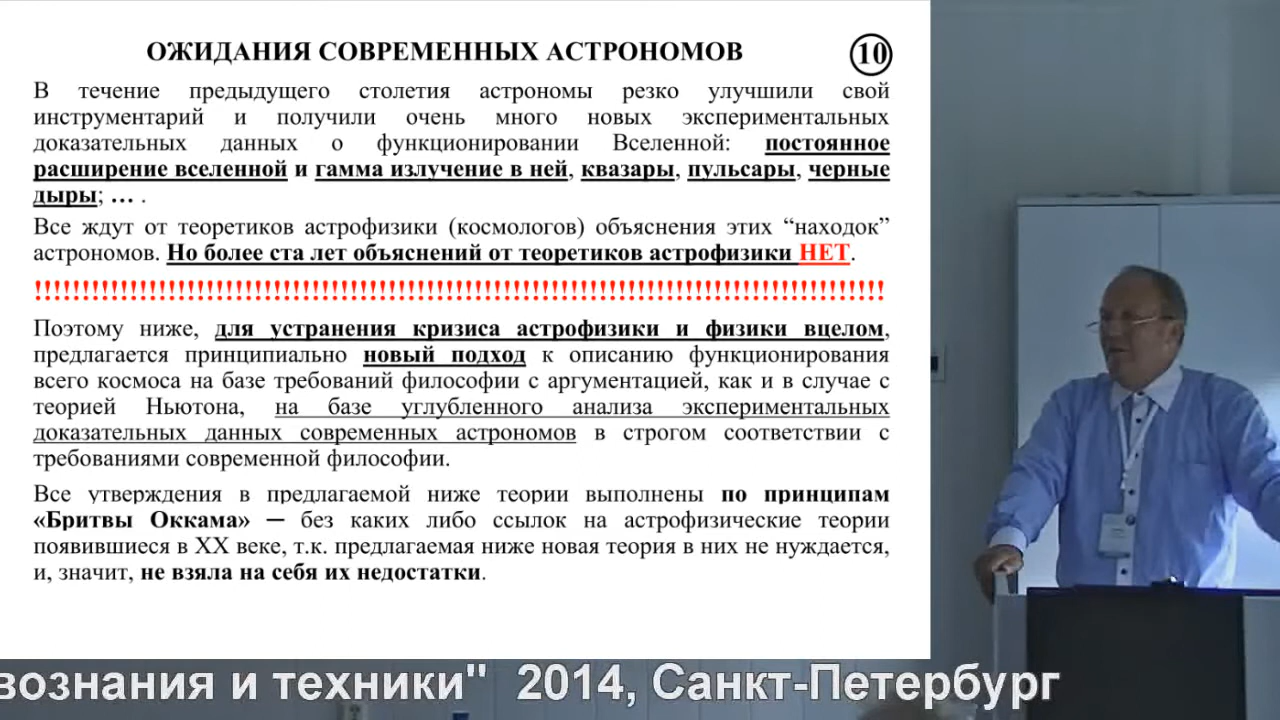 ОЖИДАНИЯ СОВРЕМЕННЫХ АСТРОНОМОВ
10
В течение предыдущего столетия астрономы резко улучшили свой
инструментарий и получили очень много новых экспериментальных
доказательных данных о функционировании Вселенной: постоянное
расширение вселенной и гамма излучение в ней, квазары, пульсары, черные
дыры; ... .
Все ждут от теоретиков астрофизики (космологов) объяснения этих “находок”
астрономов. Но более ста лет объяснений от теоретиков астрофизики НЕТ.
!!!!!!!!!!!!!!!!!!!!!!!!!!!!!!!!!!!!!!!!!!!!!!!!!!!!!!!!!!!!!!!!!!!!!!!!!!!!!!!!!!!!!!!!!!
Поэтому ниже, для устранения кризиса астрофизики и физики вцелом,
предлагается принципиально новый подход к описанию функционирования
всего космоса на базе требований философии с аргументацией, как и в случае с
теорией Ньютона, на базе углубленного анализа экспериментальных
доказательных данных современных астрономов в строгом соответствии с
требованиями современной философии.
Все утверждения в предлагаемой ниже теории выполнены по принципам
«Бритвы Оккама» — без каких либо ссылок на астрофизические теории
появившиеся в XX веке, т.к. предлагаемая ниже новая теория в них не нуждается,
и, значит, не взяла на себя их недостатки.
вознания и техники" 2014, Санкт-Петербург